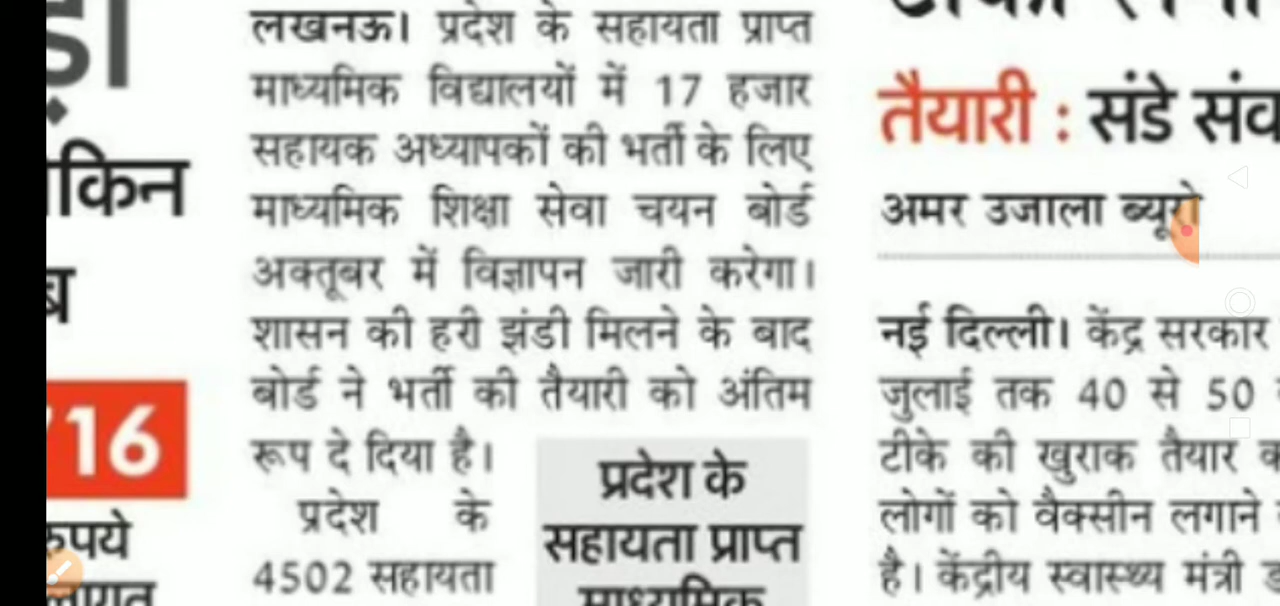 लखनऊ। प्रदेश के सहायता प्राप्त
माध्यमिक विद्यालयों में 17 हजार
सहायक अध्यापकों की भर्ती के लिए
माध्यमिक शिक्षा सेवा चयन बोर्ड
अक्तूबर में विज्ञापन जारी करेगा।
शासन की हरी झंडी मिलने के बाद
बोर्ड ने भर्ती की तैयारी को अंतिम
रूप दे दिया है।
प्रदेश के
4502 सहायता
प्रदेश के
सहायता प्राप्त
माध्यमिक
तैयारी : संडे
अमर उजाला ब्यूरो
नई दिल्ली। केंद्र सरकार
जुलाई तक 40 से 50
टीके की खुराक तैयार
लोगों को वैक्सीन लगाने
है। केंद्रीय स्वास्थ्य मंत्री
16